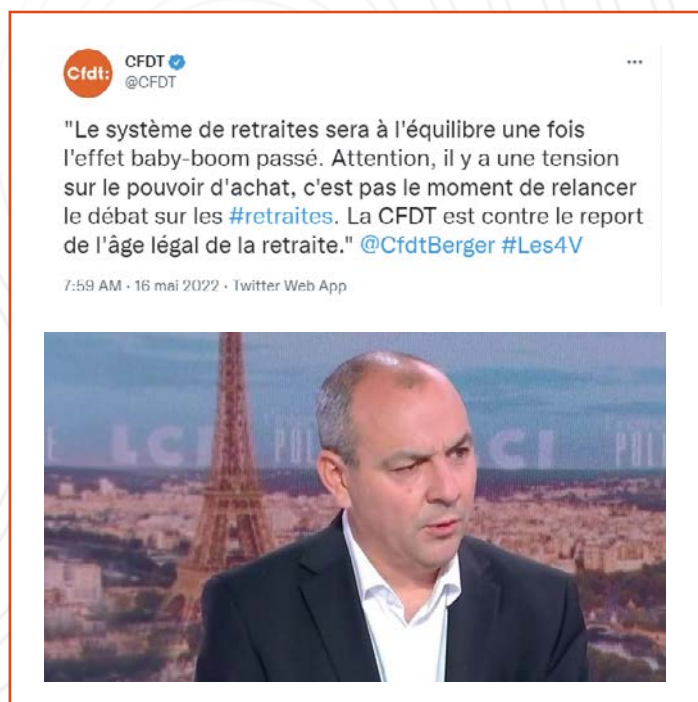 Cfdt:
CFDT
@CFDT
"Le système de retraites sera à l'équilibre une fois
l'effet baby-boom passé. Attention, il y a une tension
sur le pouvoir d'achat, c'est pas le moment de relancer
le débat sur les #retraites. La CFDT est contre le report
de l'âge légal de la retraite." @CfdtBerger #Les4V
7:59 AM · 16 mai 2022 · Twitter Web App
LCI
CI